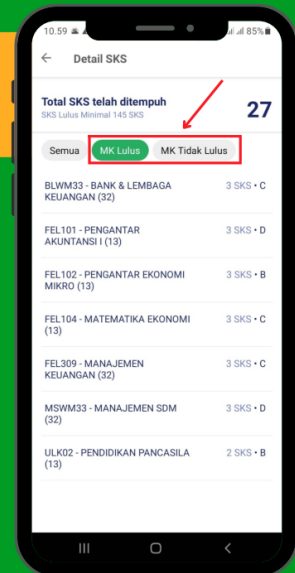 10.59
85%
Detail SKS
Total SKS telah ditempuh
SKS Lulus Minimal 145 SKS
27
Semua
MK Lulus
MK Tidak Lulus
BLWM33 - BANK & LEMBAGA
KEUANGAN (32)
3 SKS • C
FEL101 - PENGANTAR
AKUNTANSI I (13)
3 SKS • D
FEL102 - PENGANTAR EKONOMI
MIKRO (13)
3 SKS • B
FEL104 - MATEMATIKA EKONOMI
(13)
3 SKS • C
FEL309 - MANAJEMEN
KEUANGAN (32)
3 SKS • C
MSWM33 - MANAJEMEN SDM
(32)
3 SKS • D
ULK02 - PENDIDIKAN PANCASILA
(13)
2 SKS • B